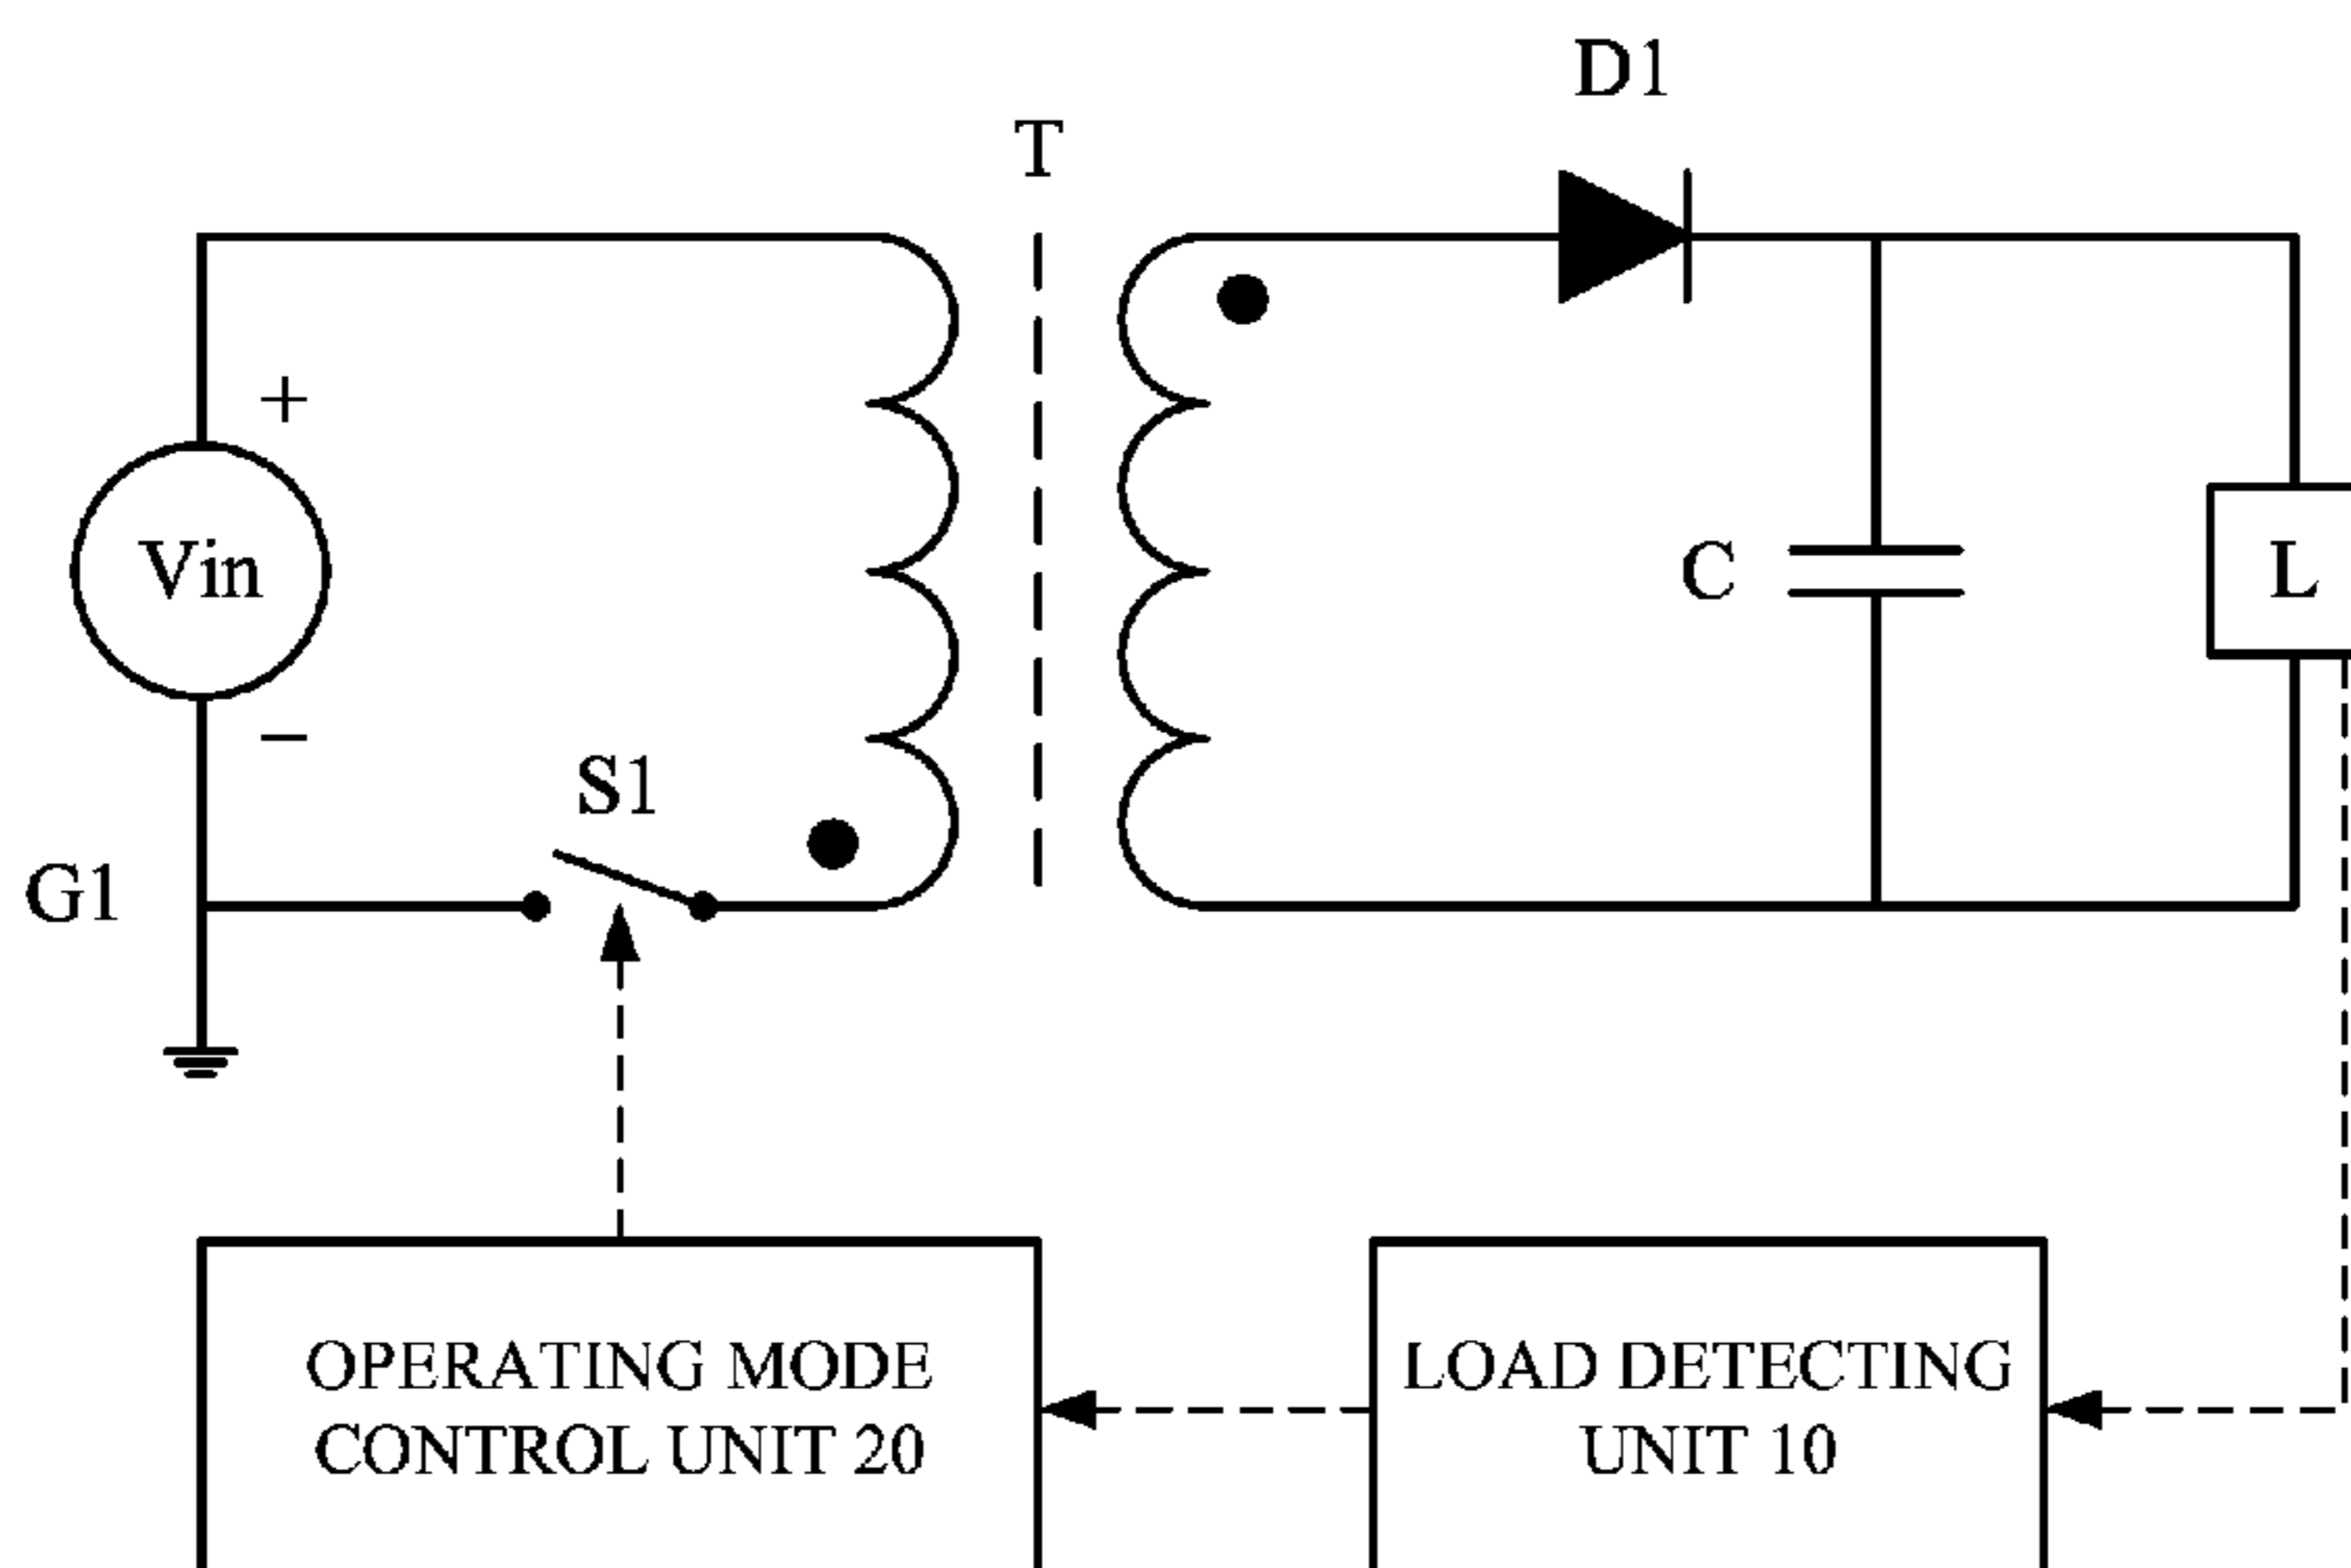 D1
T
+
Vin
C
L
−
S1
G1
OPERATING MODE
CONTROL UNIT 20
LOAD DETECTING
UNIT 10